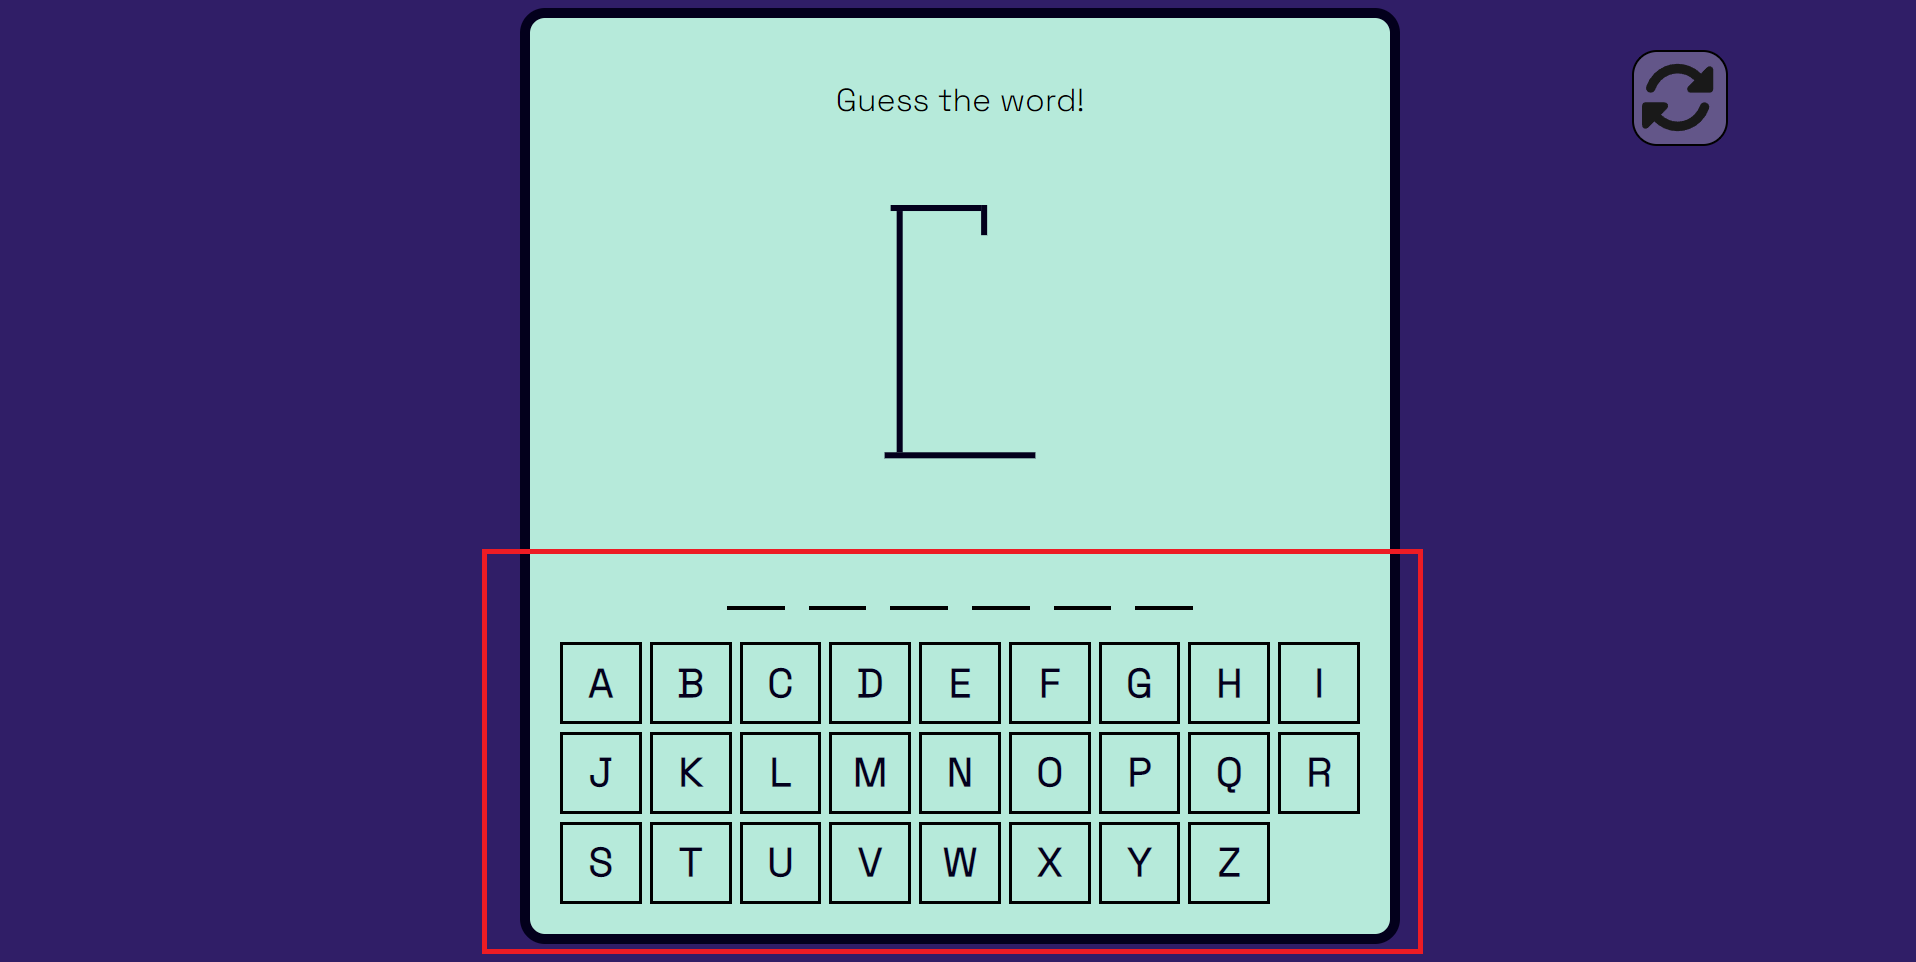 Guess the word!
A B C D E F G H I
J K L M N O P Q R
S T U V W X Y Z